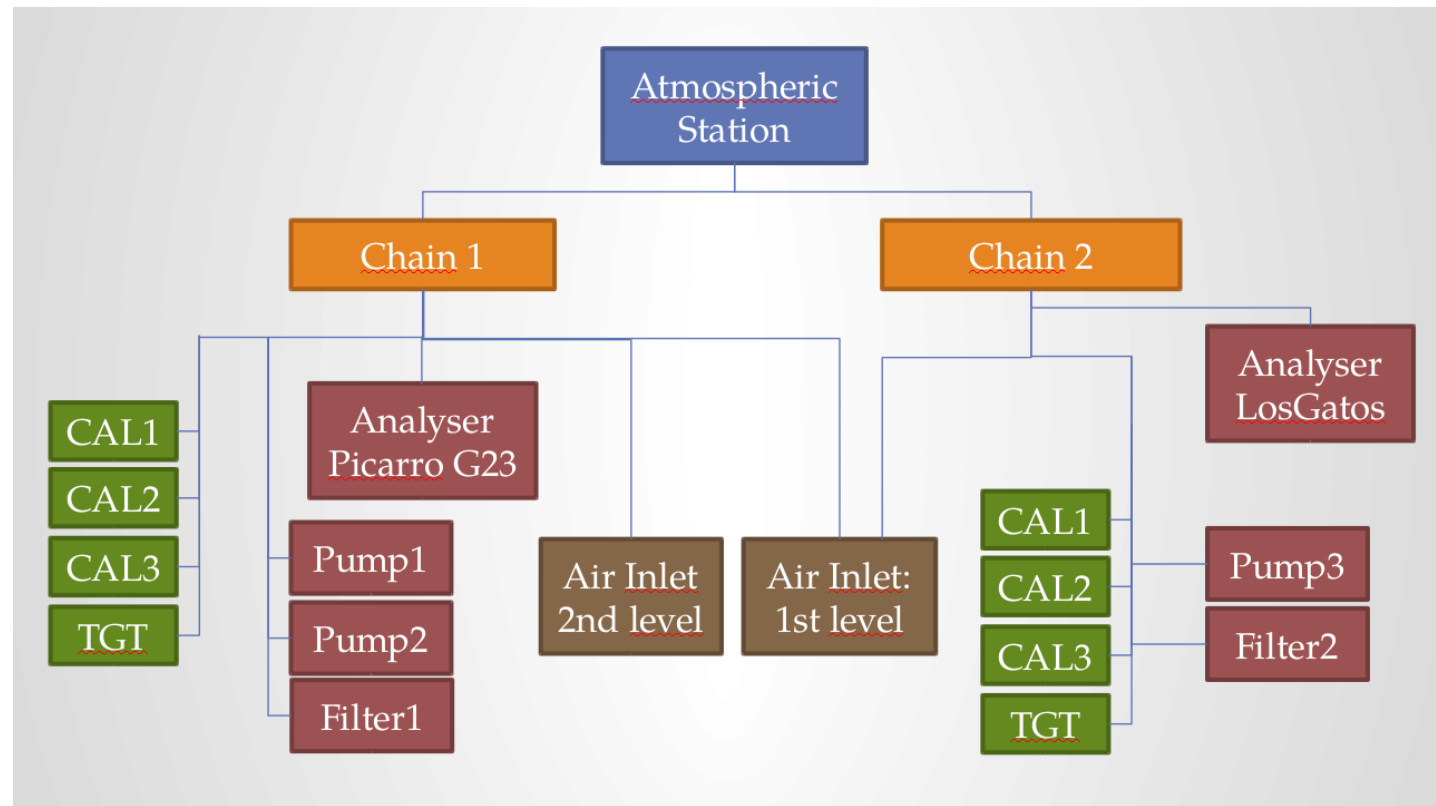 Atmospheric
Station
Chain 1
Chain 2
Analyser
Picarro G23
Analyser
LosGatos
CAL1
CAL2
CAL3
TGT
Pump1
Pump2
Filter1
Air Inlet
2nd level
Air Inlet:
1st level
CAL1
CAL2
CAL3
TGT
Pump3
Filter2